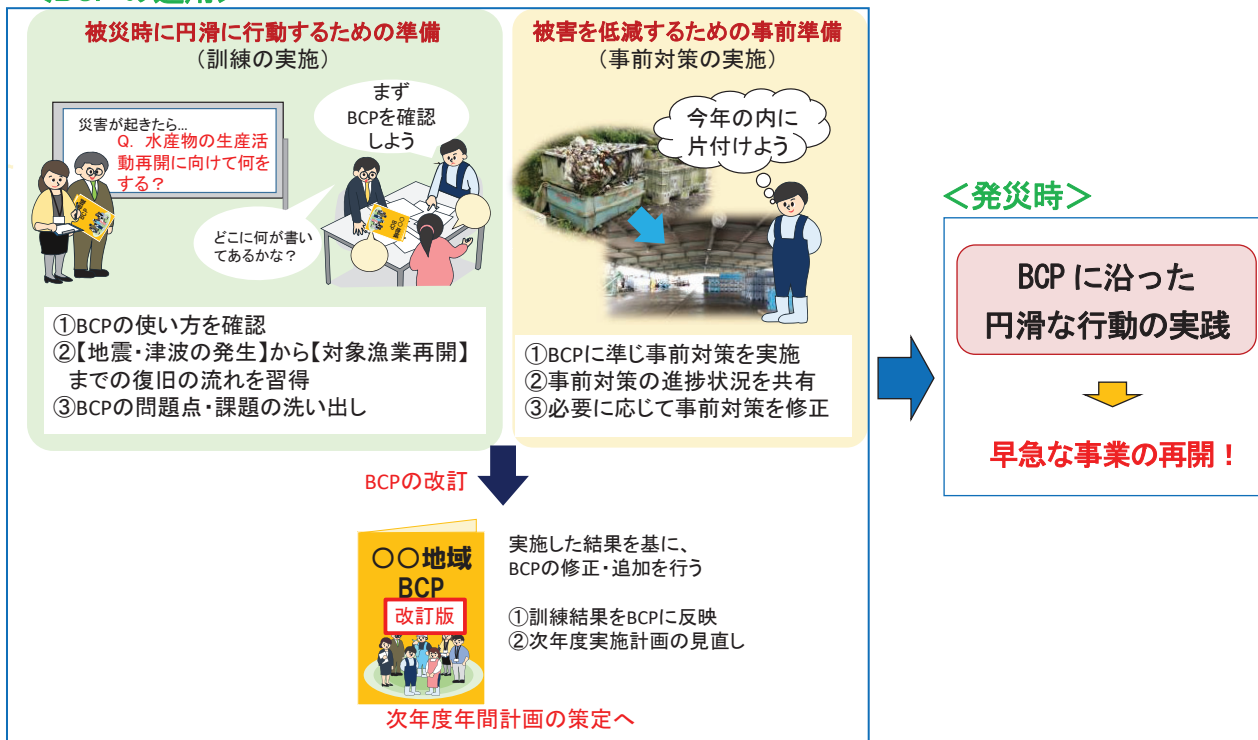 被災時に円滑に行動するための準備
（訓練の実施）
災害が起きたら…
Q. 水産物の生産活
動再開に向けて何を
する？
まず
BCPを確認
しよう
どこに何が書い
てあるかな？
①BCPの使い方を確認
②【地震・津波の発生】から【対象漁業再開】
までの復旧の流れを習得
③BCPの問題点・課題の洗い出し
被害を低減するための事前準備
（事前対策の実施）
今年の内に
片付けよう
①BCPに準じ事前対策を実施
②事前対策の進捗状況を共有
③必要に応じて事前対策を修正
BCPの改訂
〇〇地域
BCP
改訂版
実施した結果を基に、
BCPの修正・追加を行う
①訓練結果をBCPに反映
②次年度実施計画の見直し
次年度年間計画の策定へ
＜発災時＞
BCPに沿った
円滑な行動の実践
早急な事業の再開！